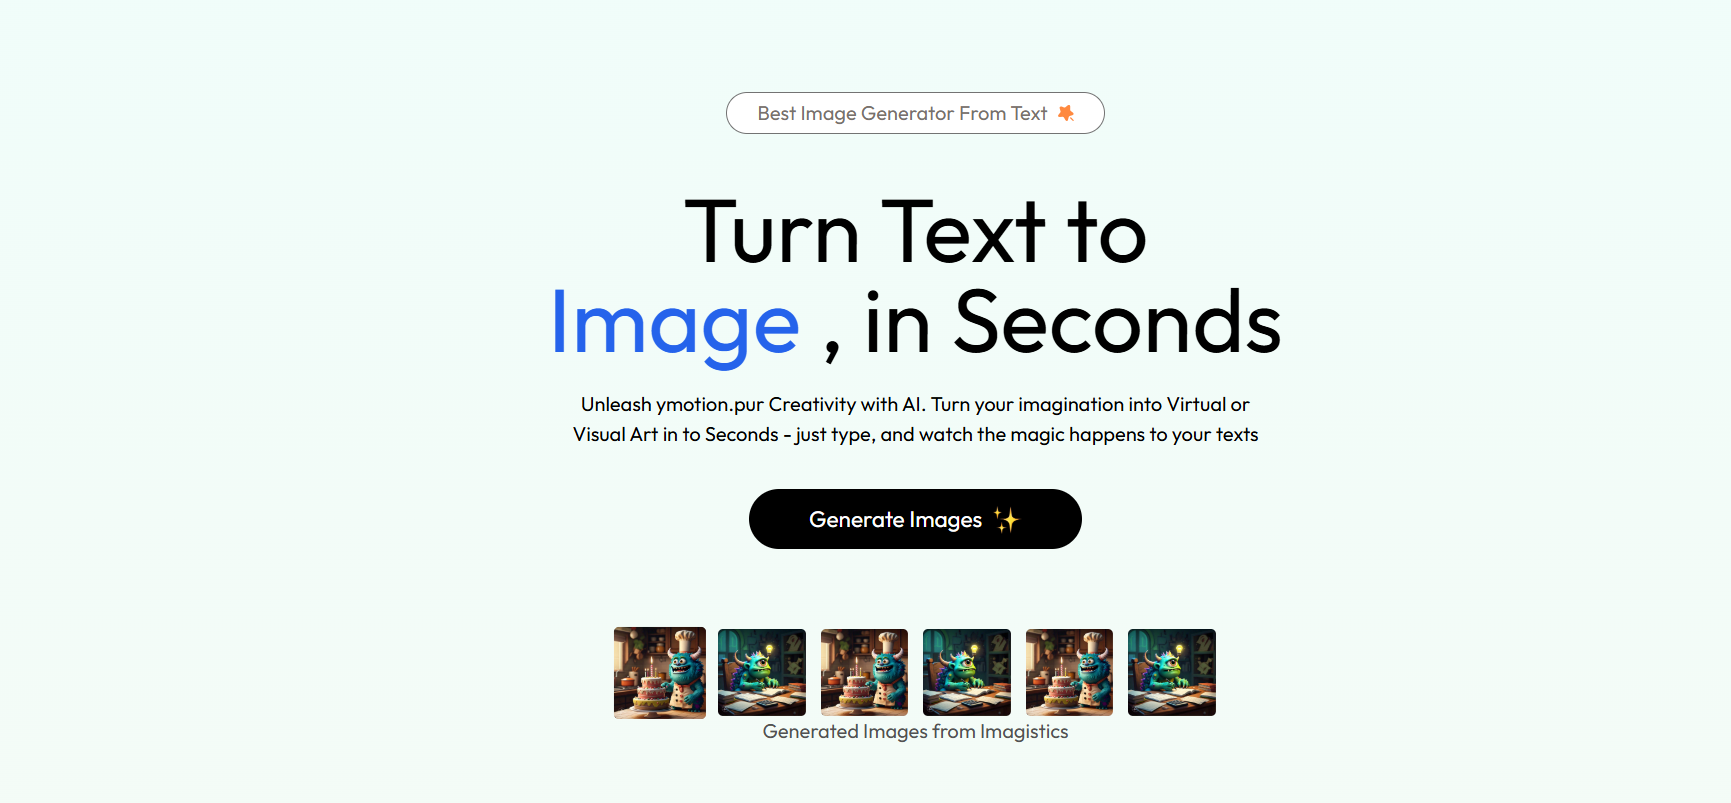 Best Image Generator From Text
Turn Text to
Image , in Seconds
Unleash ymotion.pur Creativity with AI. Turn your imagination into Virtual or
Visual Art in to Seconds - just type, and watch the magic happens to your texts
Generate Images ✨
Generated Images from Imagistics